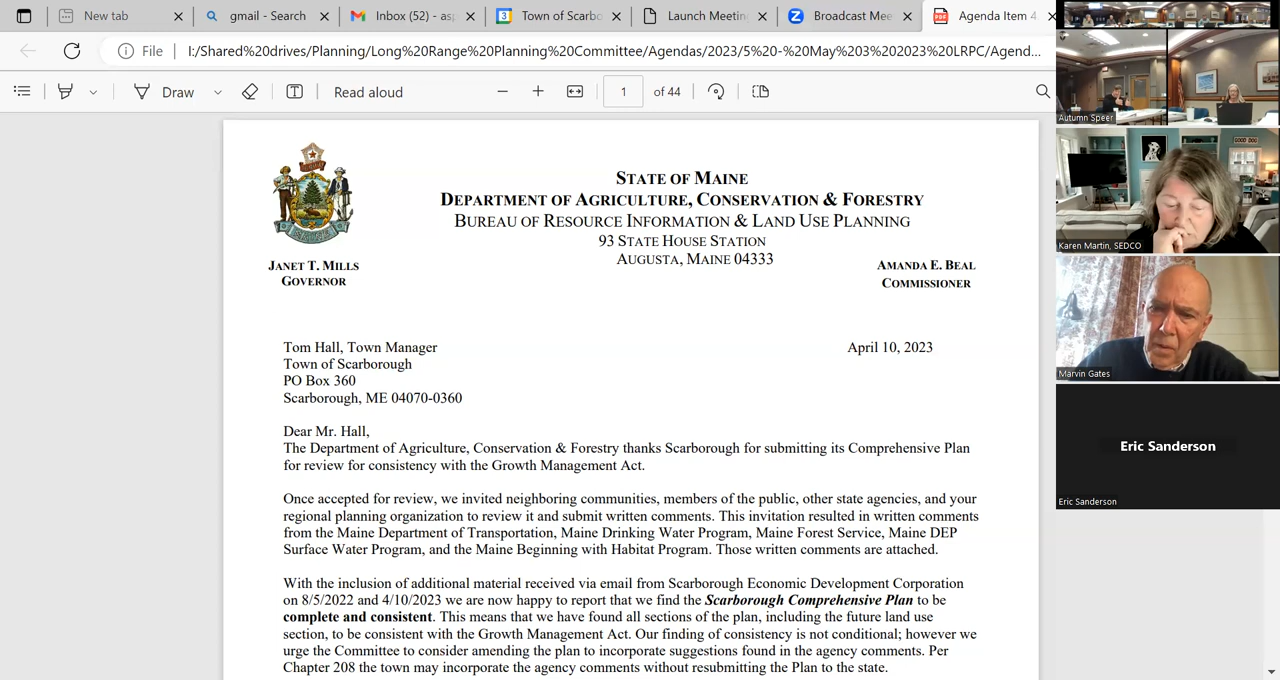 New tab
gmail - Search
Inbox (52) - asp
Town of Scarbo
Launch Meetin
Broadcast Mee
Agenda Item 4
File
I:/Shared%20drives/Planning/Long%20Range%20Planning%20Committee/Agendas/2023/5%20-%20May%203%202023%20LRPC/Agend...
Draw
Read aloud
1
of 44
STATE OF MAINE
DEPARTMENT OF AGRICULTURE, CONSERVATION & FORESTRY
BUREAU OF RESOURCE INFORMATION & LAND USE PLANNING
93 STATE HOUSE STATION
AUGUSTA, MAINE 04333
JANET T. MILLS
GOVERNOR
AMANDA E. BEAL
COMMISSIONER
Tom Hall, Town Manager
April 10, 2023
Town of Scarborough
PO Box 360
Scarborough, ME 04070-0360
Dear Mr. Hall,
The Department of Agriculture, Conservation & Forestry thanks Scarborough for submitting its Comprehensive Plan
for review for consistency with the Growth Management Act.
Once accepted for review, we invited neighboring communities, members of the public, other state agencies, and your
regional planning organization to review it and submit written comments. This invitation resulted in written comments
from the Maine Department of Transportation, Maine Drinking Water Program, Maine Forest Service, Maine DEP
Surface Water Program, and the Maine Beginning with Habitat Program. Those written comments are attached.
With the inclusion of additional material received via email from Scarborough Economic Development Corporation
on 8/5/2022 and 4/10/2023 we are now happy to report that we find the Scarborough Comprehensive Plan to be
complete and consistent. This means that we have found all sections of the plan, including the future land use
section, to be consistent with the Growth Management Act. Our finding of consistency is not conditional; however we
urge the Committee to consider amending the plan to incorporate suggestions found in the agency comments. Per
Chapter 208 the town may incorporate the agency comments without resubmitting the Plan to the state.
Autumn Speer
GOOD DOG
Karen Martin, SEDCO
Marvin Gates
Eric Sanderson
Eric Sanderson